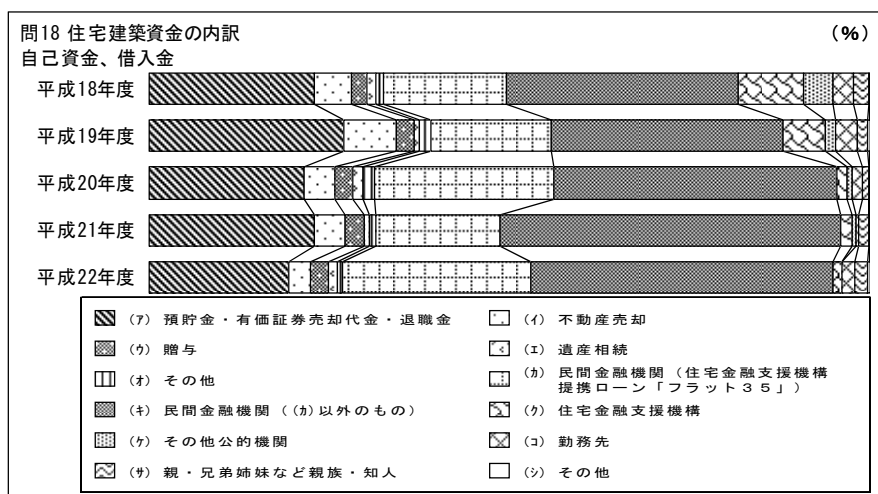 問18 住宅建築資金の内訳 （%）
自己資金、借入金
平成18年度
平成19年度
平成20年度
平成21年度
平成22年度
(ｱ) 預貯金・有価証券売却代金・退職金
(ｲ) 不動産売却
(ｳ) 贈与
(ｴ) 遺産相続
(ｵ) その他
(ｶ) 民間金融機関（住宅金融支援機構
提携ローン「フラット３５」）
(ｷ) 民間金融機関（(ｶ)以外のもの）
(ｸ) 住宅金融支援機構
(ｹ) その他公的機関
(ｺ) 勤務先
(ｻ) 親・兄弟姉妹など親族・知人
(ｼ) その他